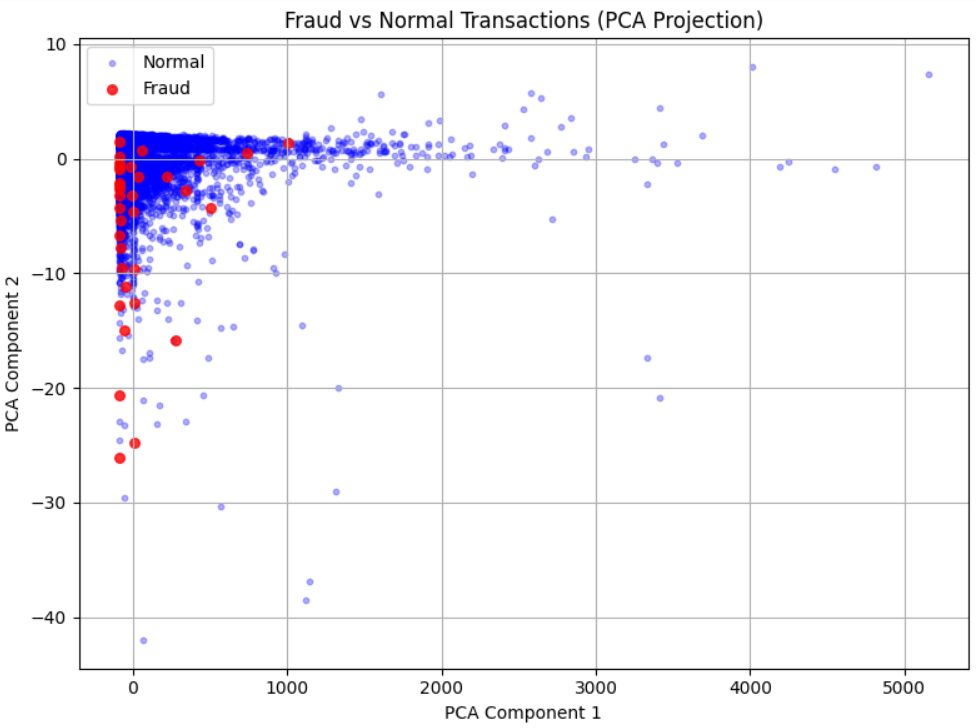 Fraud vs Normal Transactions (PCA Projection)
Normal
Fraud
10
0
−10
−20
−30
−40
PCA Component 2
0 1000 2000 3000 4000 5000
PCA Component 1